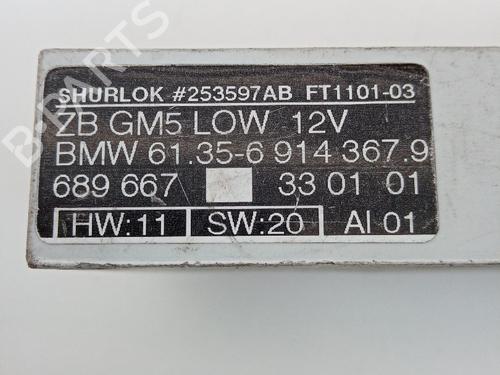 SHURLOK #253597AB FT1101-03
ZB GM5 LOW 12V
BMW 61.35-6 914 367.9
689 667 33 01 01
HW:11 SW:20 AI 01
B-PARTS